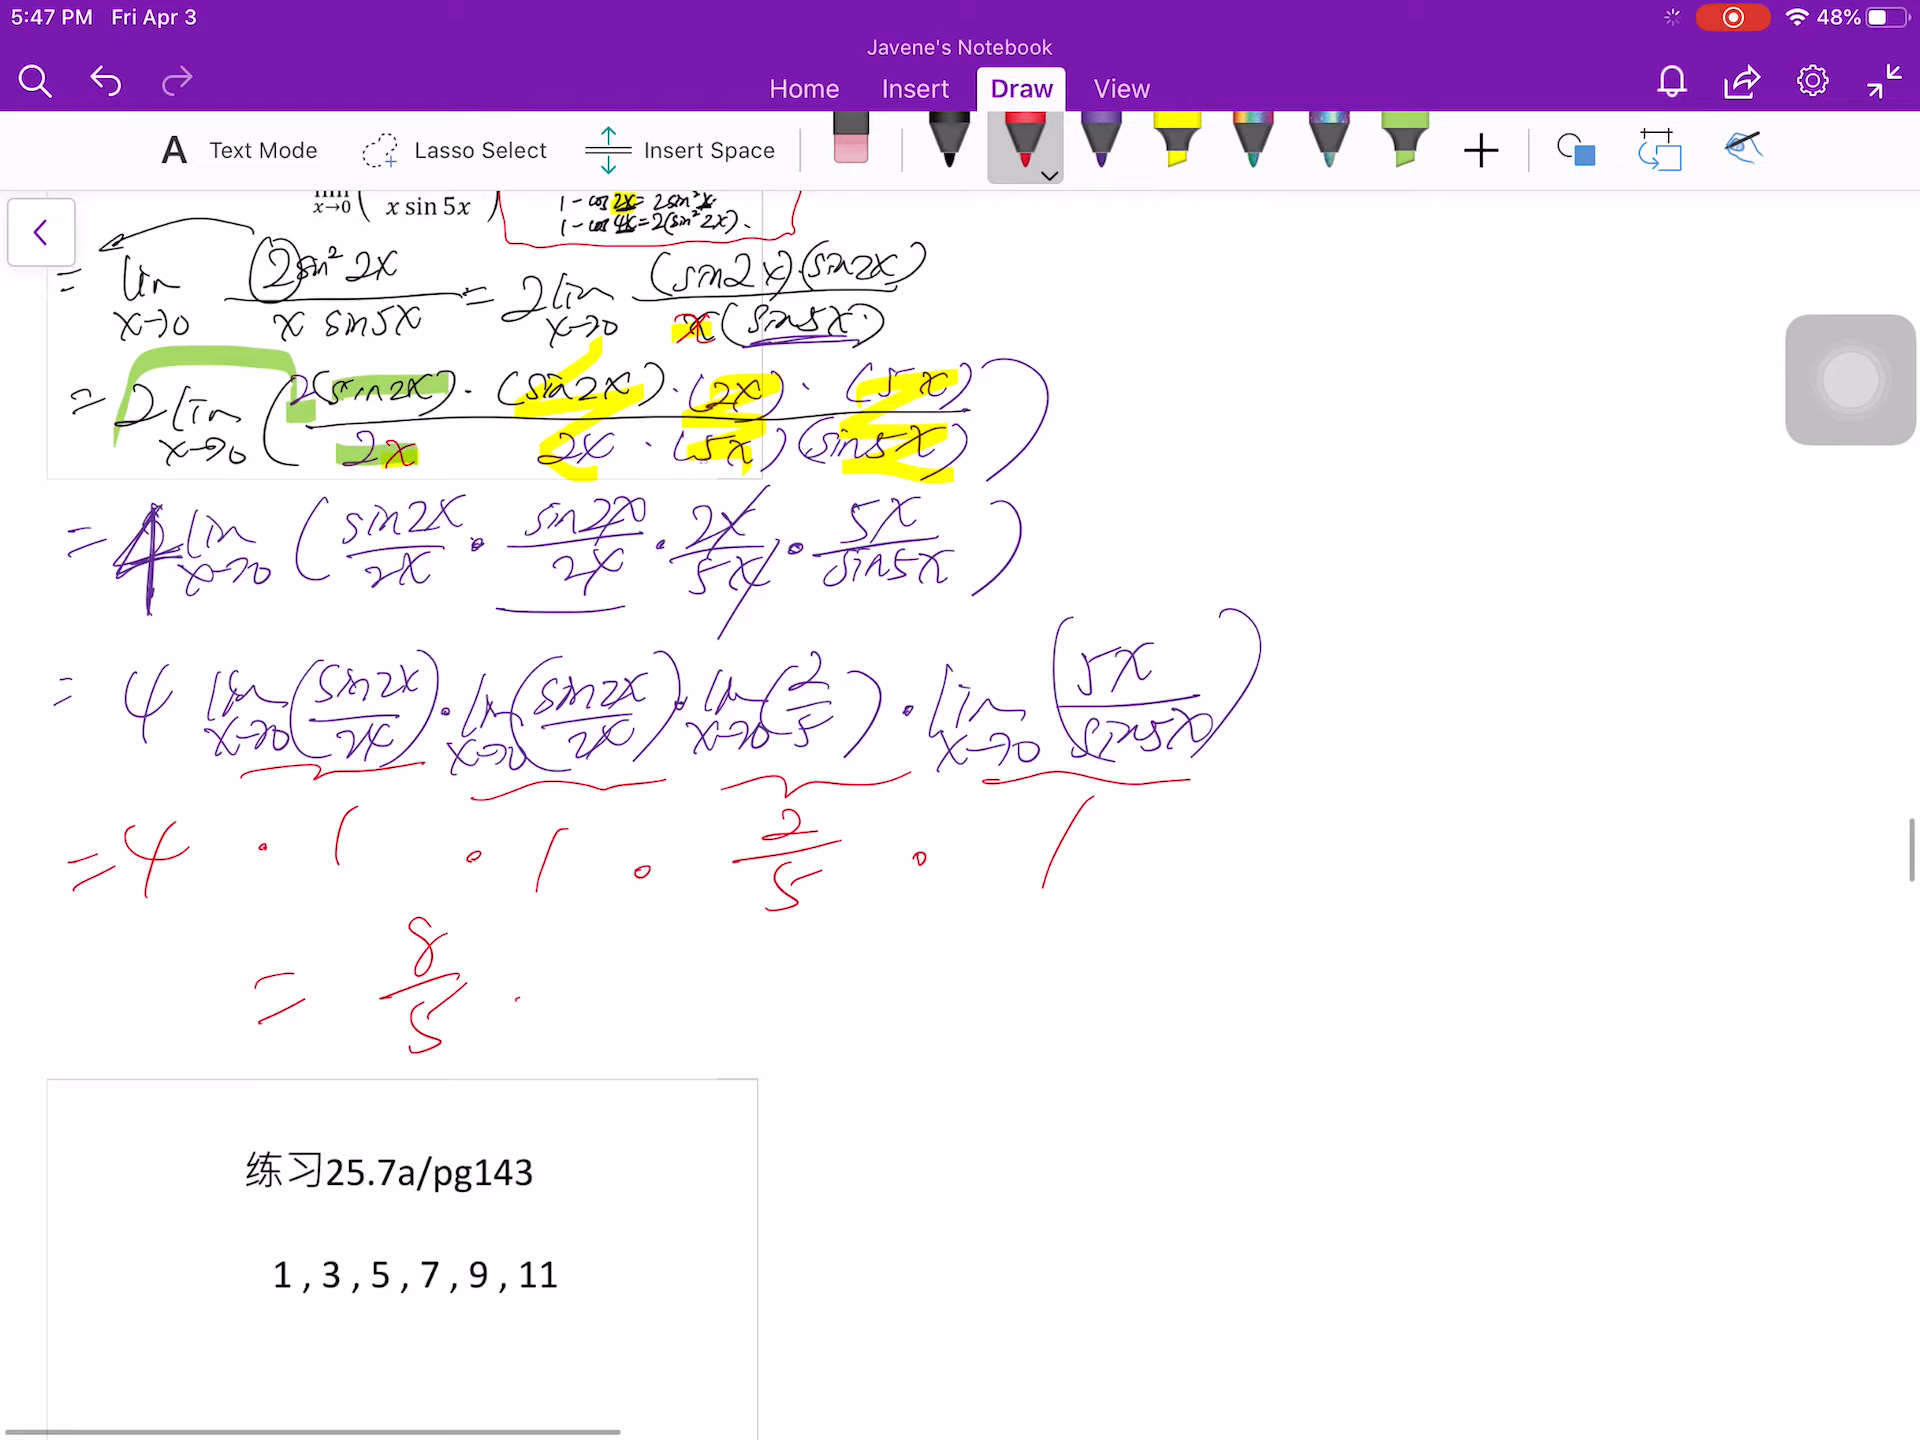 5:47 PM Fri Apr 3 48%
Javene's Notebook
Home Insert Draw View
A Text Mode Lasso Select Insert Space
lim x→0 ( x sin 5x )
1 - cos 2x = 2sin²x
1 - cos 4x = 2(sin²2x).
= lim x→0 2sin² 2x / x sin5x = 2 lim x→0 (sin2x)·(sin2x) / x(sin5x)
= 2 lim x→0 ( 2(sin2x)·(sin2x)·(2x)·(5x) / 2x 2x·(5x)(sin5x) )
= 4 lim x→0 ( sin2x / 2x · sin2x / 2x · 2x / 5x · 5x / sin5x )
= 4 lim x→0 (sin2x / 2x) · lim x→0 (sin2x / 2x) · lim x→0 (2 / 5) · lim x→0 (5x / sin5x)
= 4 · 1 · 1 · 2/5 · 1
= 8/5 .
练习25.7a/pg143
1 , 3 , 5 , 7 , 9 , 11